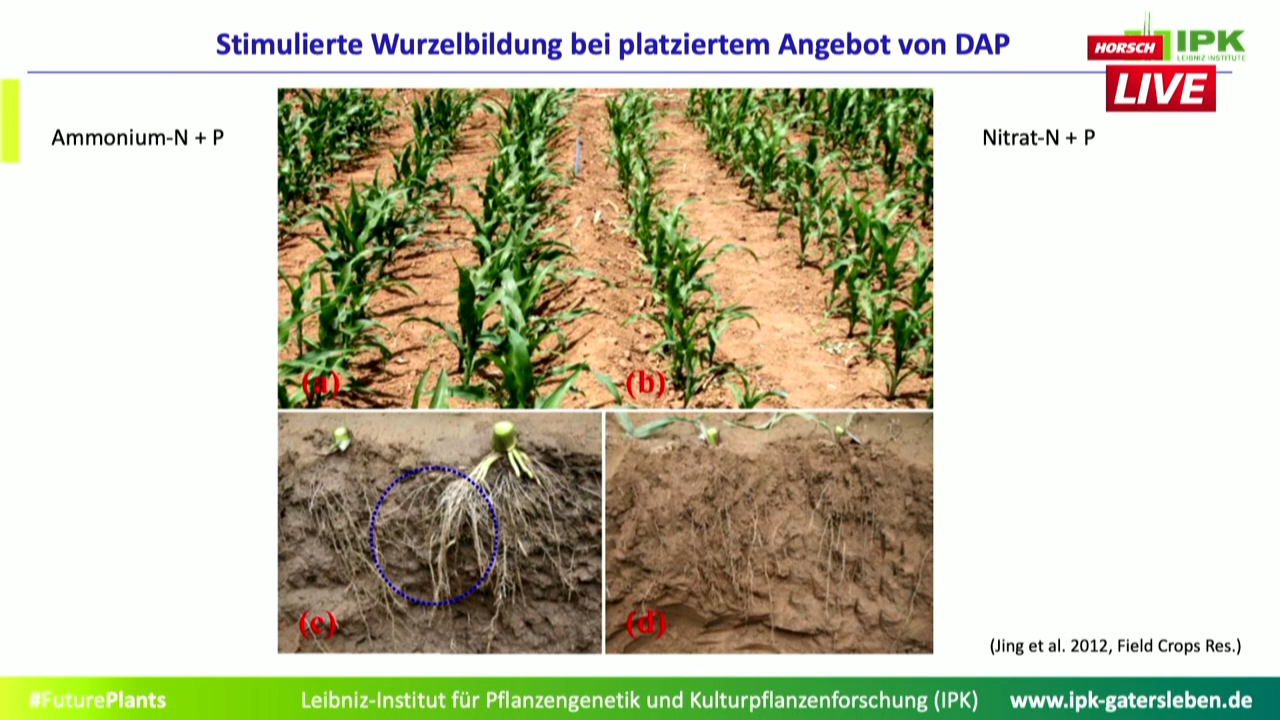 Stimulierte Wurzelbildung bei platziertem Angebot von DAP
HORSCH
IPK
LEIBNIZ INSTITUTE
LIVE
Ammonium-N + P
Nitrat-N + P
(a)
(b)
(c)
(d)
(Jing et al. 2012, Field Crops Res.)
#FuturePlants
Leibniz-Institut für Pflanzengenetik und Kulturpflanzenforschung (IPK)
www.ipk-gatersleben.de